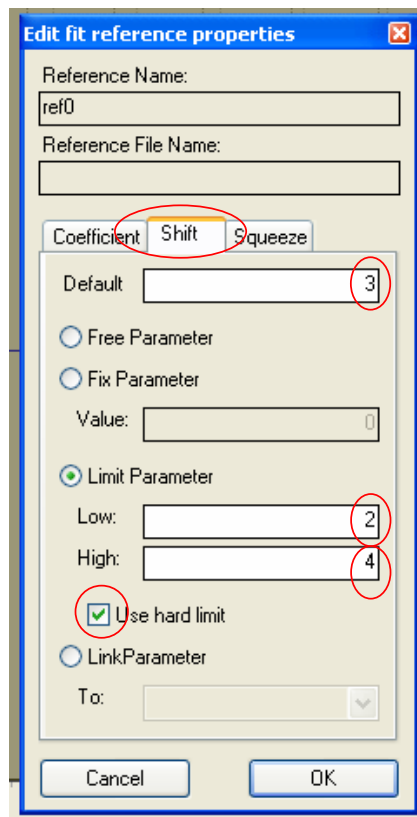 Edit fit reference properties
Reference Name:
ref0
Reference File Name:
Coefficient Shift Squeeze
Default 3
Free Parameter
Fix Parameter
Value: 0
Limit Parameter
Low: 2
High: 4
Use hard limit
LinkParameter
To:
Cancel OK